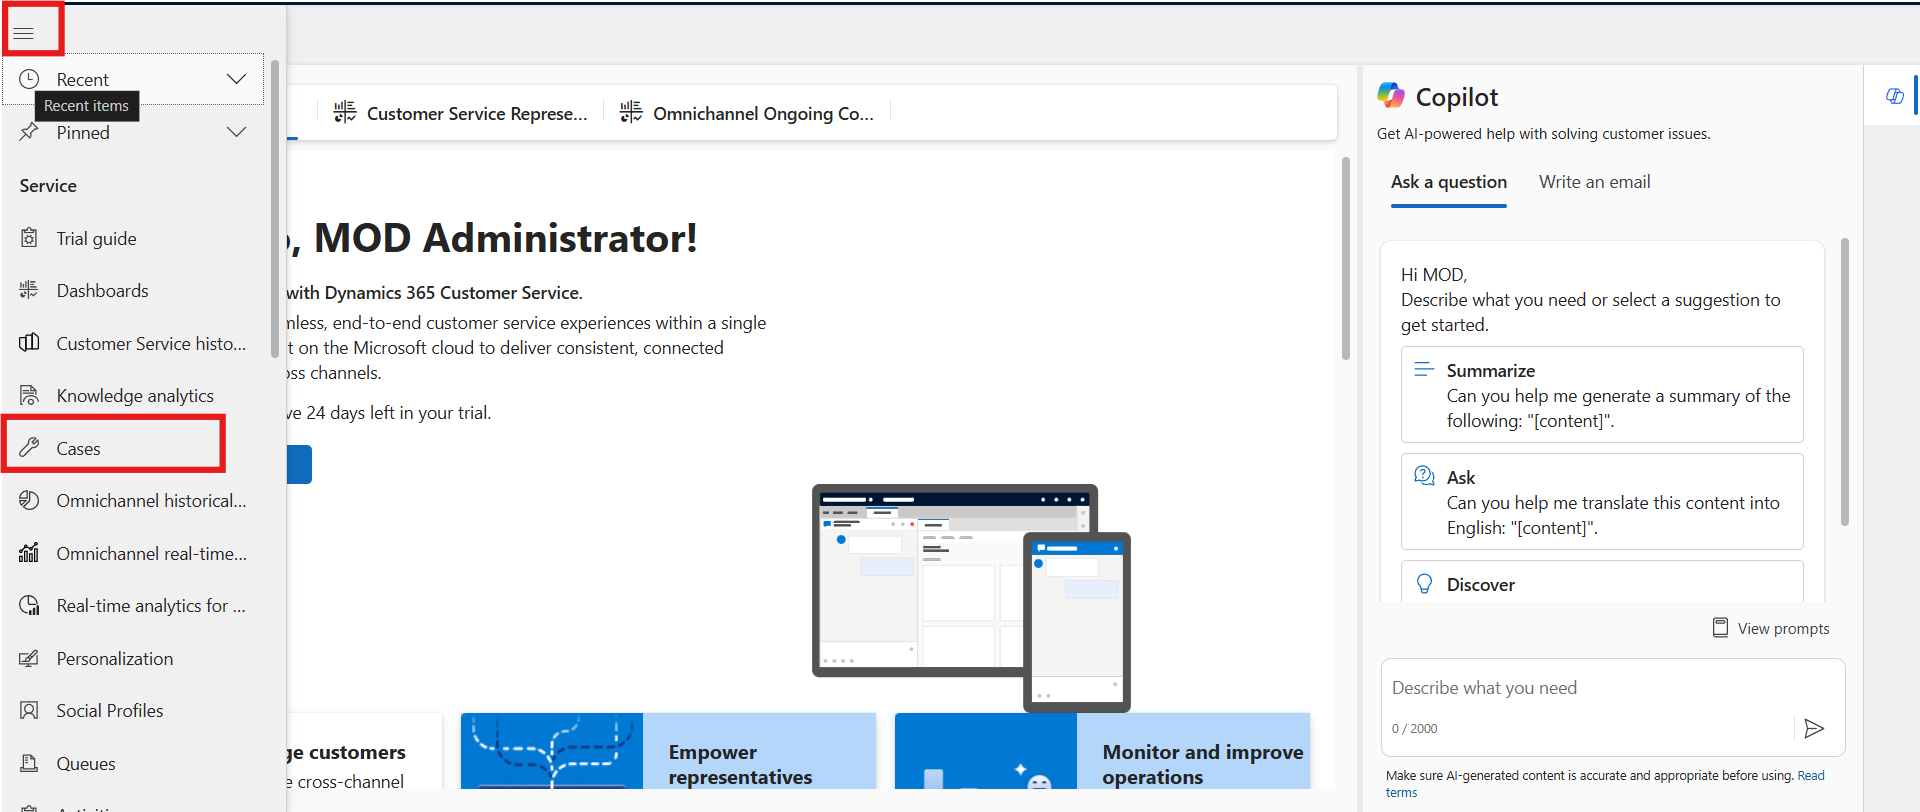 Recent
Recent items
Pinned
Service
Trial guide
Dashboards
Customer Service histo...
Knowledge analytics
Cases
Omnichannel historical...
Omnichannel real-time...
Real-time analytics for ...
Personalization
Social Profiles
Queues
Customer Service Represe...
Omnichannel Ongoing Co...
, MOD Administrator!
with Dynamics 365 Customer Service.
mless, end-to-end customer service experiences within a single
t on the Microsoft cloud to deliver consistent, connected
oss channels.
ve 24 days left in your trial.
ge customers
e cross-channel
Empower
representatives
Monitor and improve
operations
Copilot
Get AI-powered help with solving customer issues.
Ask a question
Write an email
Hi MOD,
Describe what you need or select a suggestion to
get started.
Summarize
Can you help me generate a summary of the
following: "[content]".
Ask
Can you help me translate this content into
English: "[content]".
Discover
View prompts
Describe what you need
0 / 2000
Make sure AI-generated content is accurate and appropriate before using. Read
terms